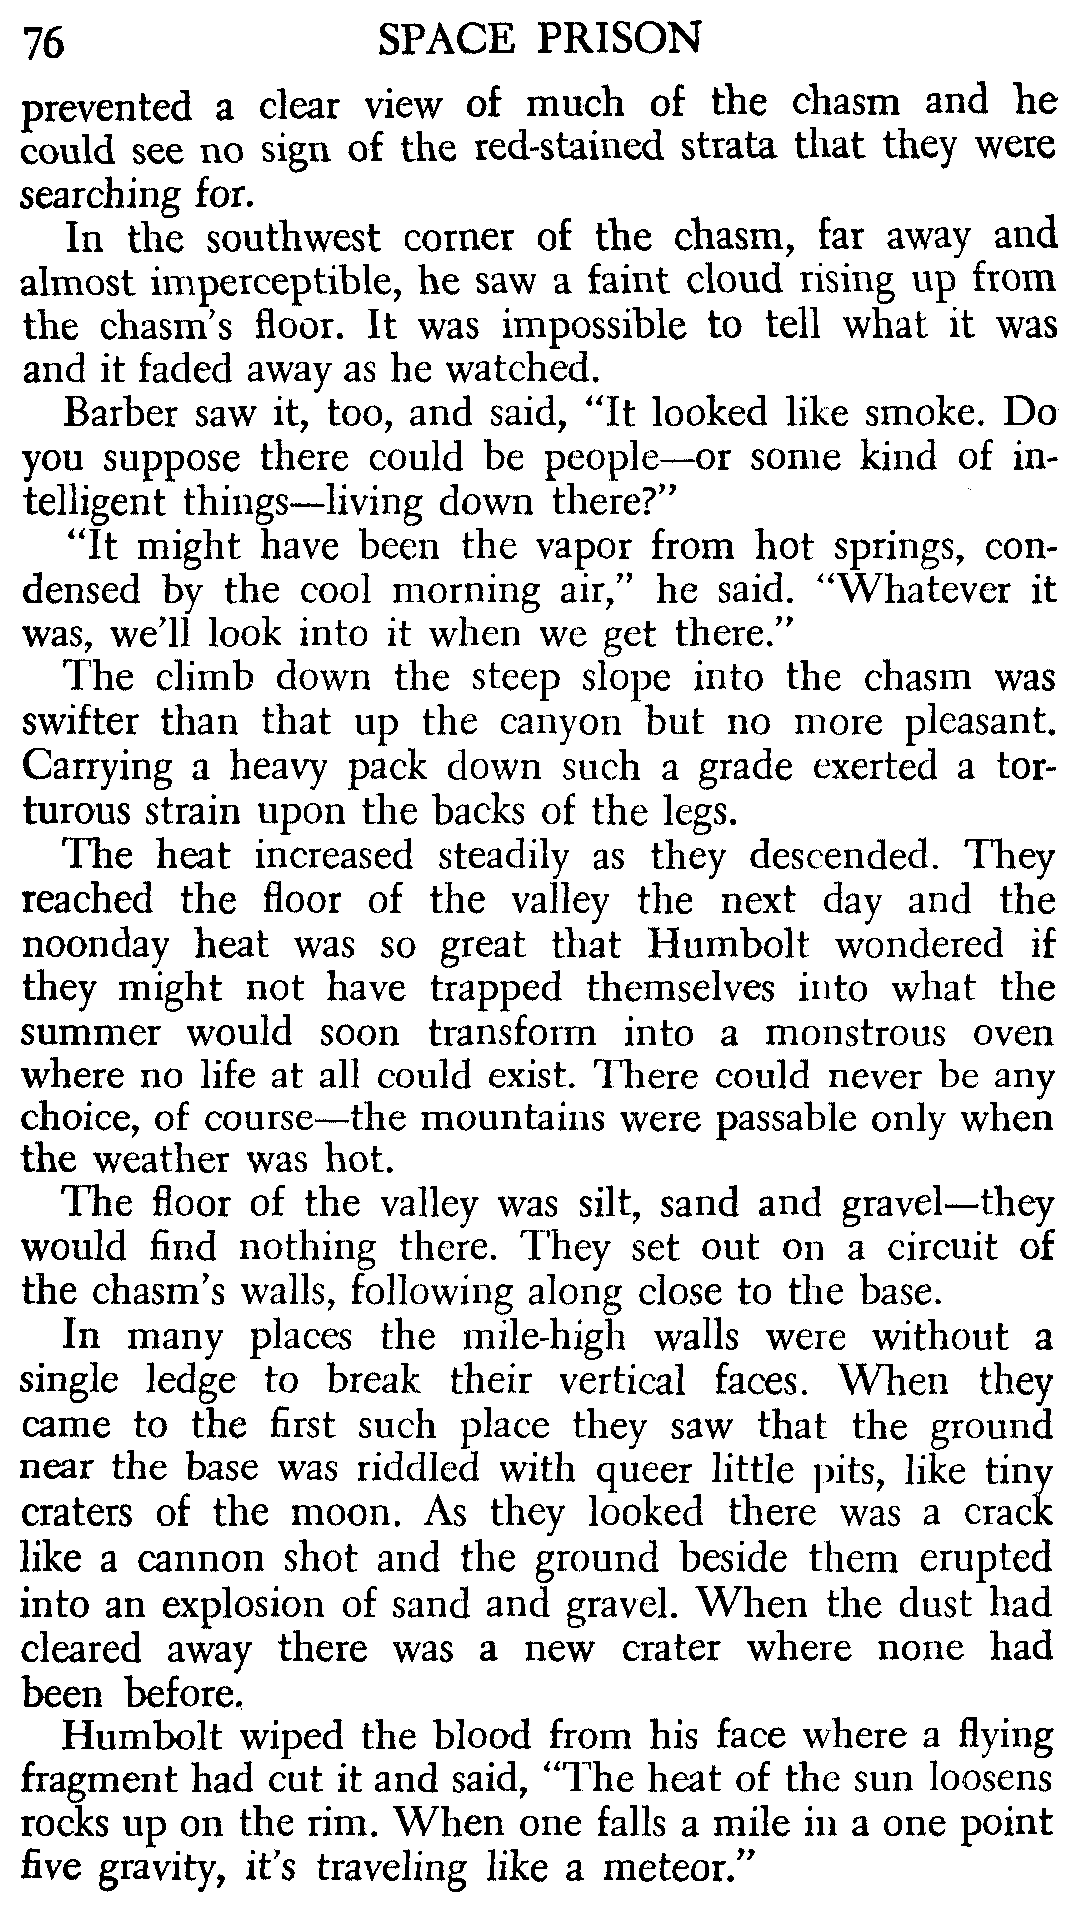 76 SPACE PRISON
prevented a clear view of much of the chasm and he
could see no sign of the red-stained strata that they were
searching for.
In the southwest corner of the chasm, far away and
almost imperceptible, he saw a faint cloud rising up from
the chasm's floor. It was impossible to tell what it was
and it faded away as he watched.
Barber saw it, too, and said, “It looked like smoke. Do
you suppose there could be people—or some kind of in-
telligent things—living down there?”
“It might have been the vapor from hot springs, con-
densed by the cool morning air,” he said. “Whatever it
was, we'll look into it when we get there.”
The climb down the steep slope into the chasm was
swifter than that up the canyon but no more pleasant.
Carrying a heavy pack down such a grade exerted a tor-
turous strain upon the backs of the legs.
The heat increased steadily as they descended. They
reached the floor of the valley the next day and the
noonday heat was so great that Humbolt wondered if
they might not have trapped themselves into what the
summer would soon transform into a monstrous oven
where no life at all could exist. There could never be any
choice, of course—the mountains were passable only when
the weather was hot.
The floor of the valley was silt, sand and gravel—they
would find nothing there. They set out on a circuit of
the chasm's walls, following along close to the base.
In many places the mile-high walls were without a
single ledge to break their vertical faces. When they
came to the first such place they saw that the ground
near the base was riddled with queer little pits, like tiny
craters of the moon. As they looked there was a crack
like a cannon shot and the ground beside them erupted
into an explosion of sand and gravel. When the dust had
cleared away there was a new crater where none had
been before.
Humbolt wiped the blood from his face where a flying
fragment had cut it and said, “The heat of the sun loosens
rocks up on the rim. When one falls a mile in a one point
five gravity, it's traveling like a meteor.”